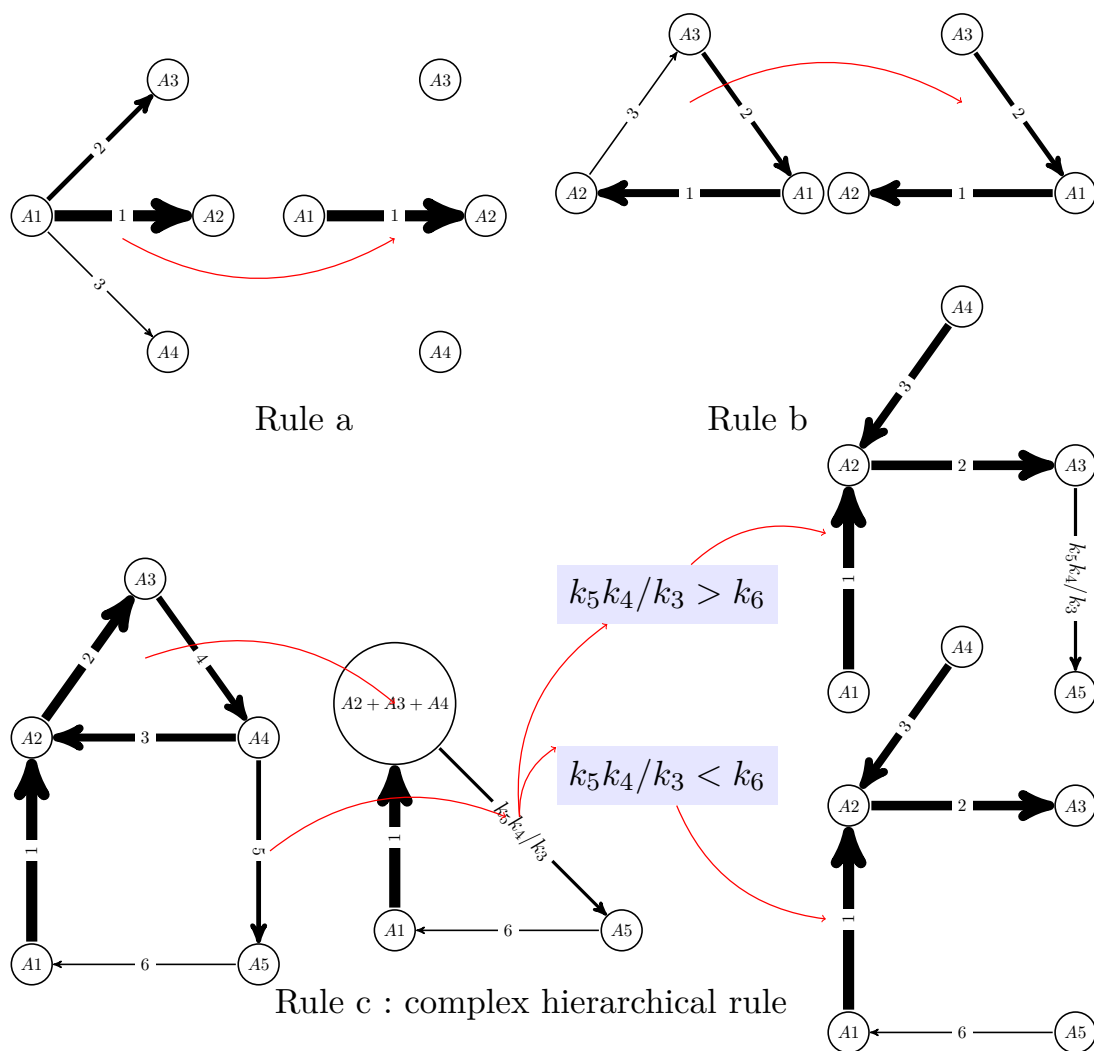 A3
2
A1
1
A2
3
A4
A3
A1
1
A2
A4
Rule a
A3
3
2
A2
1
A1
A3
2
A2
1
A1
Rule b
A3
2
4
A2
3
A4
1
5
A1
6
A5
A2 + A3 + A4
1
k₅k₄/k₃
A1
6
A5
k₅k₄/k₃ > k₆
k₅k₄/k₃ < k₆
A4
3
A2
2
A3
1
k₅k₄/k₃
A1
A5
A4
3
A2
2
A3
1
A1
6
A5
Rule c : complex hierarchical rule